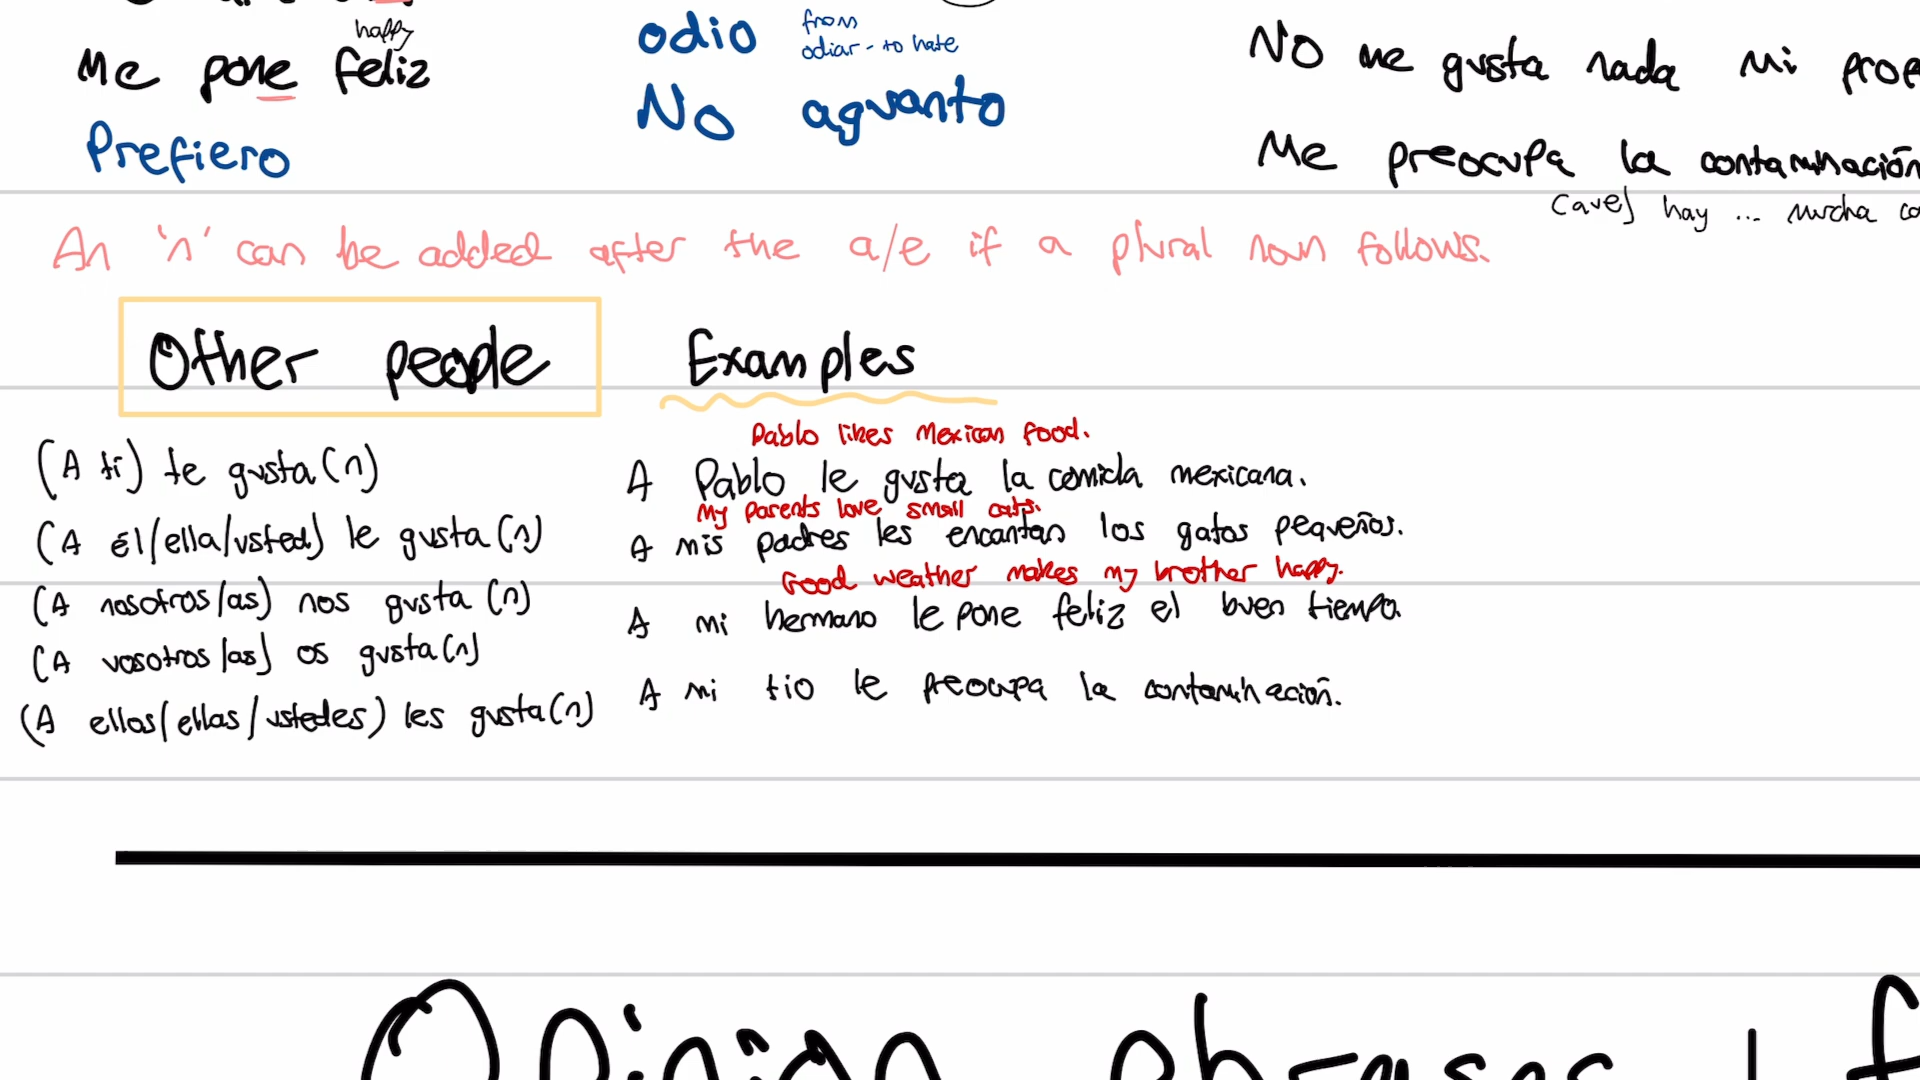 happy
Me pone feliz
Prefiero
odio from
odiar - to hate
No aguanto
No me gusta nada mi
Me preocupa la contaminación
(ave) hay ... mucha
An 'n' can be added after the a/e if a plural noun follows.
Other people
(A ti) te gusta(n)
(A él/ella/usted) le gusta(n)
(A nosotros/as) nos gusta(n)
(A vosotros/as) os gusta(n)
(A ellos/ellas/ustedes) les gusta(n)
Examples
Pablo likes Mexican food.
A Pablo le gusta la comida mexicana.
My parents love small cats.
A mis padres les encantan los gatos pequeños.
Good weather makes my brother happy.
A mi hermano le pone feliz el buen tiempo.
A mi tio le preocupa la contaminación.
Opinion phrases +